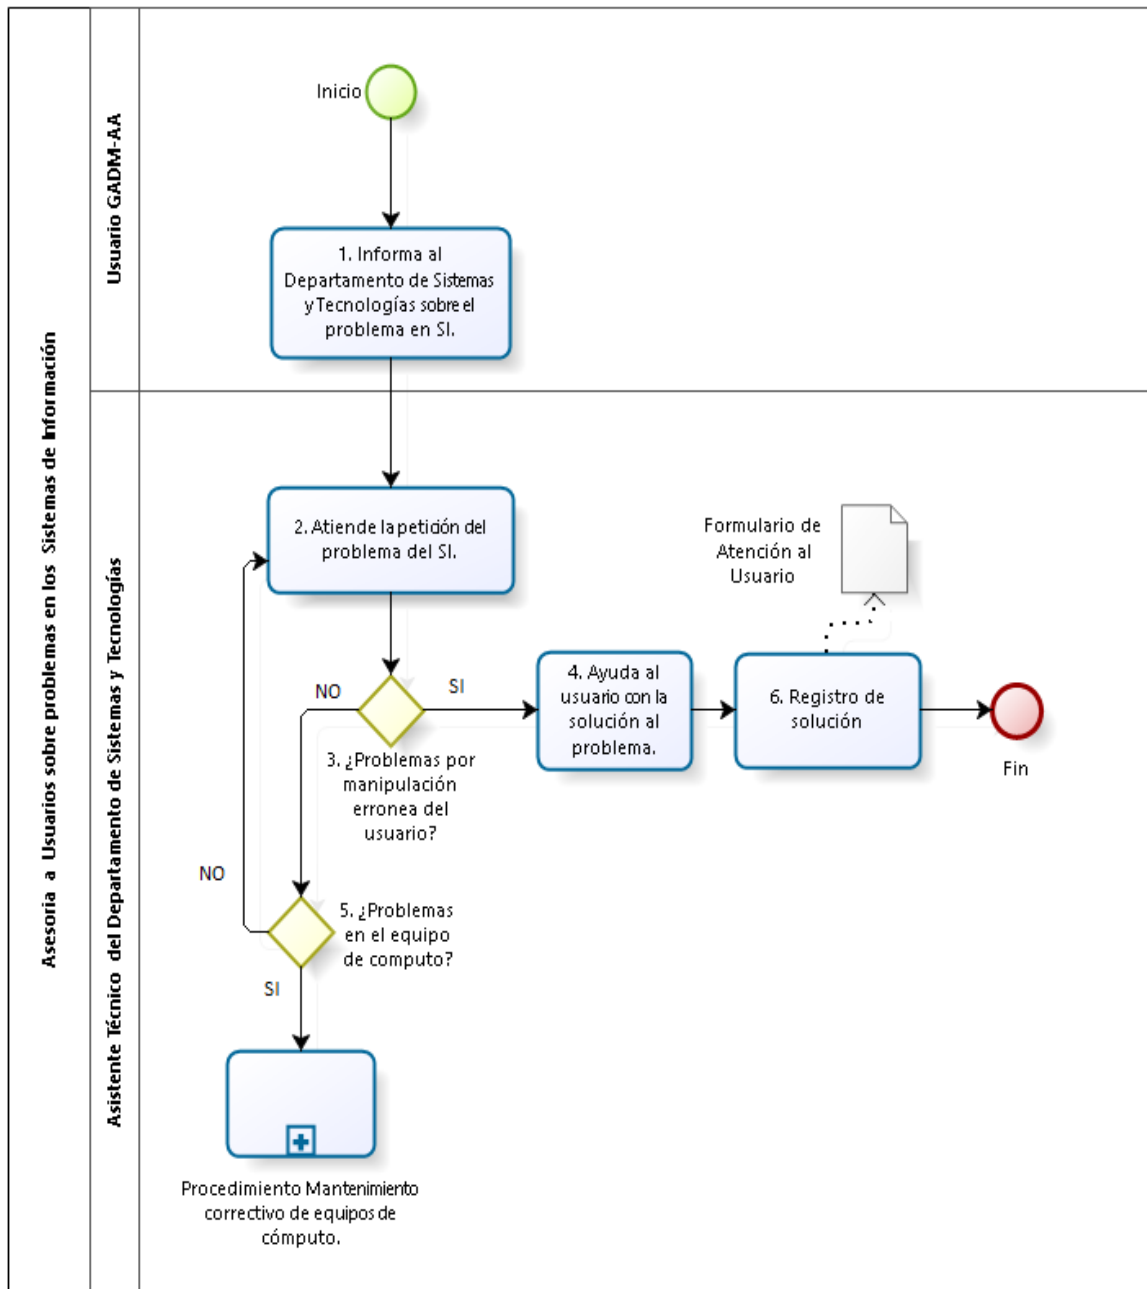 Asesoria a Usuarios sobre problemas en los Sistemas de Información
Usuario GADM-AA
Inicio
1. Informa al
Departamento de Sistemas
y Tecnologías sobre el
problema en SI.
Asistente Técnico del Departamento de Sistemas y Tecnologías
2. Atiende la petición del
problema del SI.
Formulario de
Atención al
Usuario
NO
SI
3. ¿Problemas por
manipulación
erronea del
usuario?
4. Ayuda al
usuario con la
solución al
problema.
6. Registro de
solución
Fin
NO
5. ¿Problemas
en el equipo
de computo?
SI
Procedimiento Mantenimiento
correctivo de equipos de
cómputo.